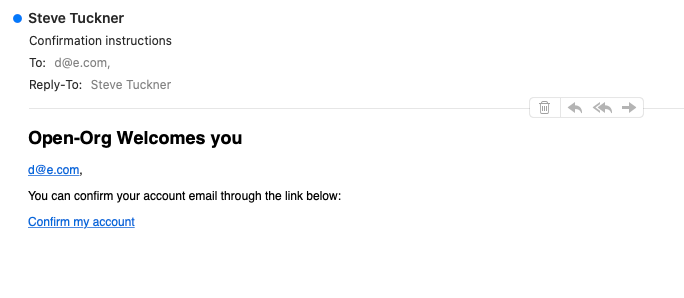 Steve Tuckner
Confirmation instructions
To: d@e.com,
Reply-To: Steve Tuckner
Open-Org Welcomes you
d@e.com,
You can confirm your account email through the link below:
Confirm my account